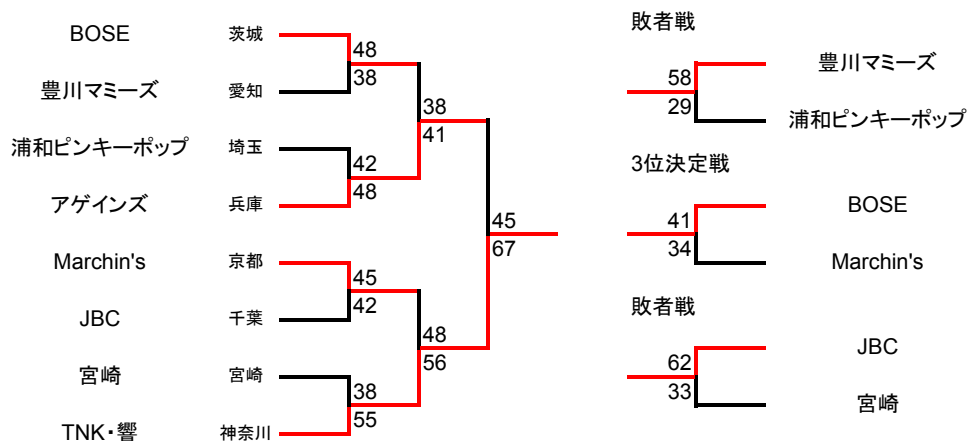 BOSE 茨城
48
38
豊川マミーズ 愛知
38
41
浦和ピンキーポップ 埼玉
42
48
アゲインズ 兵庫
45
67
Marchin's 京都
45
42
JBC 千葉
48
56
宮崎 宮崎
38
55
TNK・響 神奈川
敗者戦
豊川マミーズ
58
29
浦和ピンキーポップ
3位決定戦
BOSE
41
34
Marchin's
敗者戦
JBC
62
33
宮崎